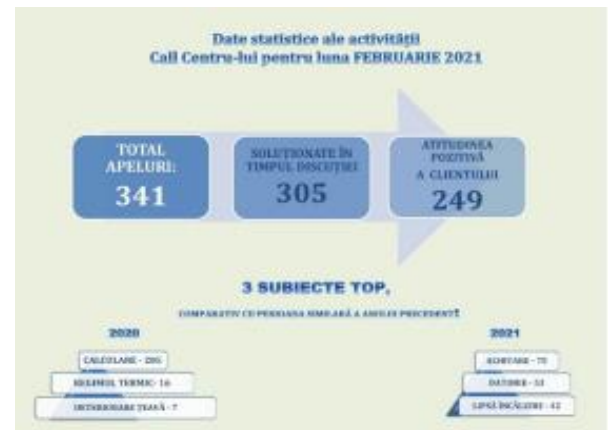 Date statistice ale activității
Call Centru-lui pentru luna FEBRUARIE 2021
TOTAL
APELURI:
341
SOLUȚIONATE ÎN
TIMPUL DISCUȚIEI
305
ATITUDINEA
POZITIVĂ
A CLIENTULUI
249
3 SUBIECTE TOP,
COMPARATIV CU PERIOADA SIMILARĂ A ANULUI PRECEDENT!
2020
CALCULARE -
REGIMUL TERMIC- 16
DETERIORARE ȚEAVĂ - 7
2021
ACHITARE - 75
DATORIE -
LIPSĂ ÎNCĂLZIRE - 42